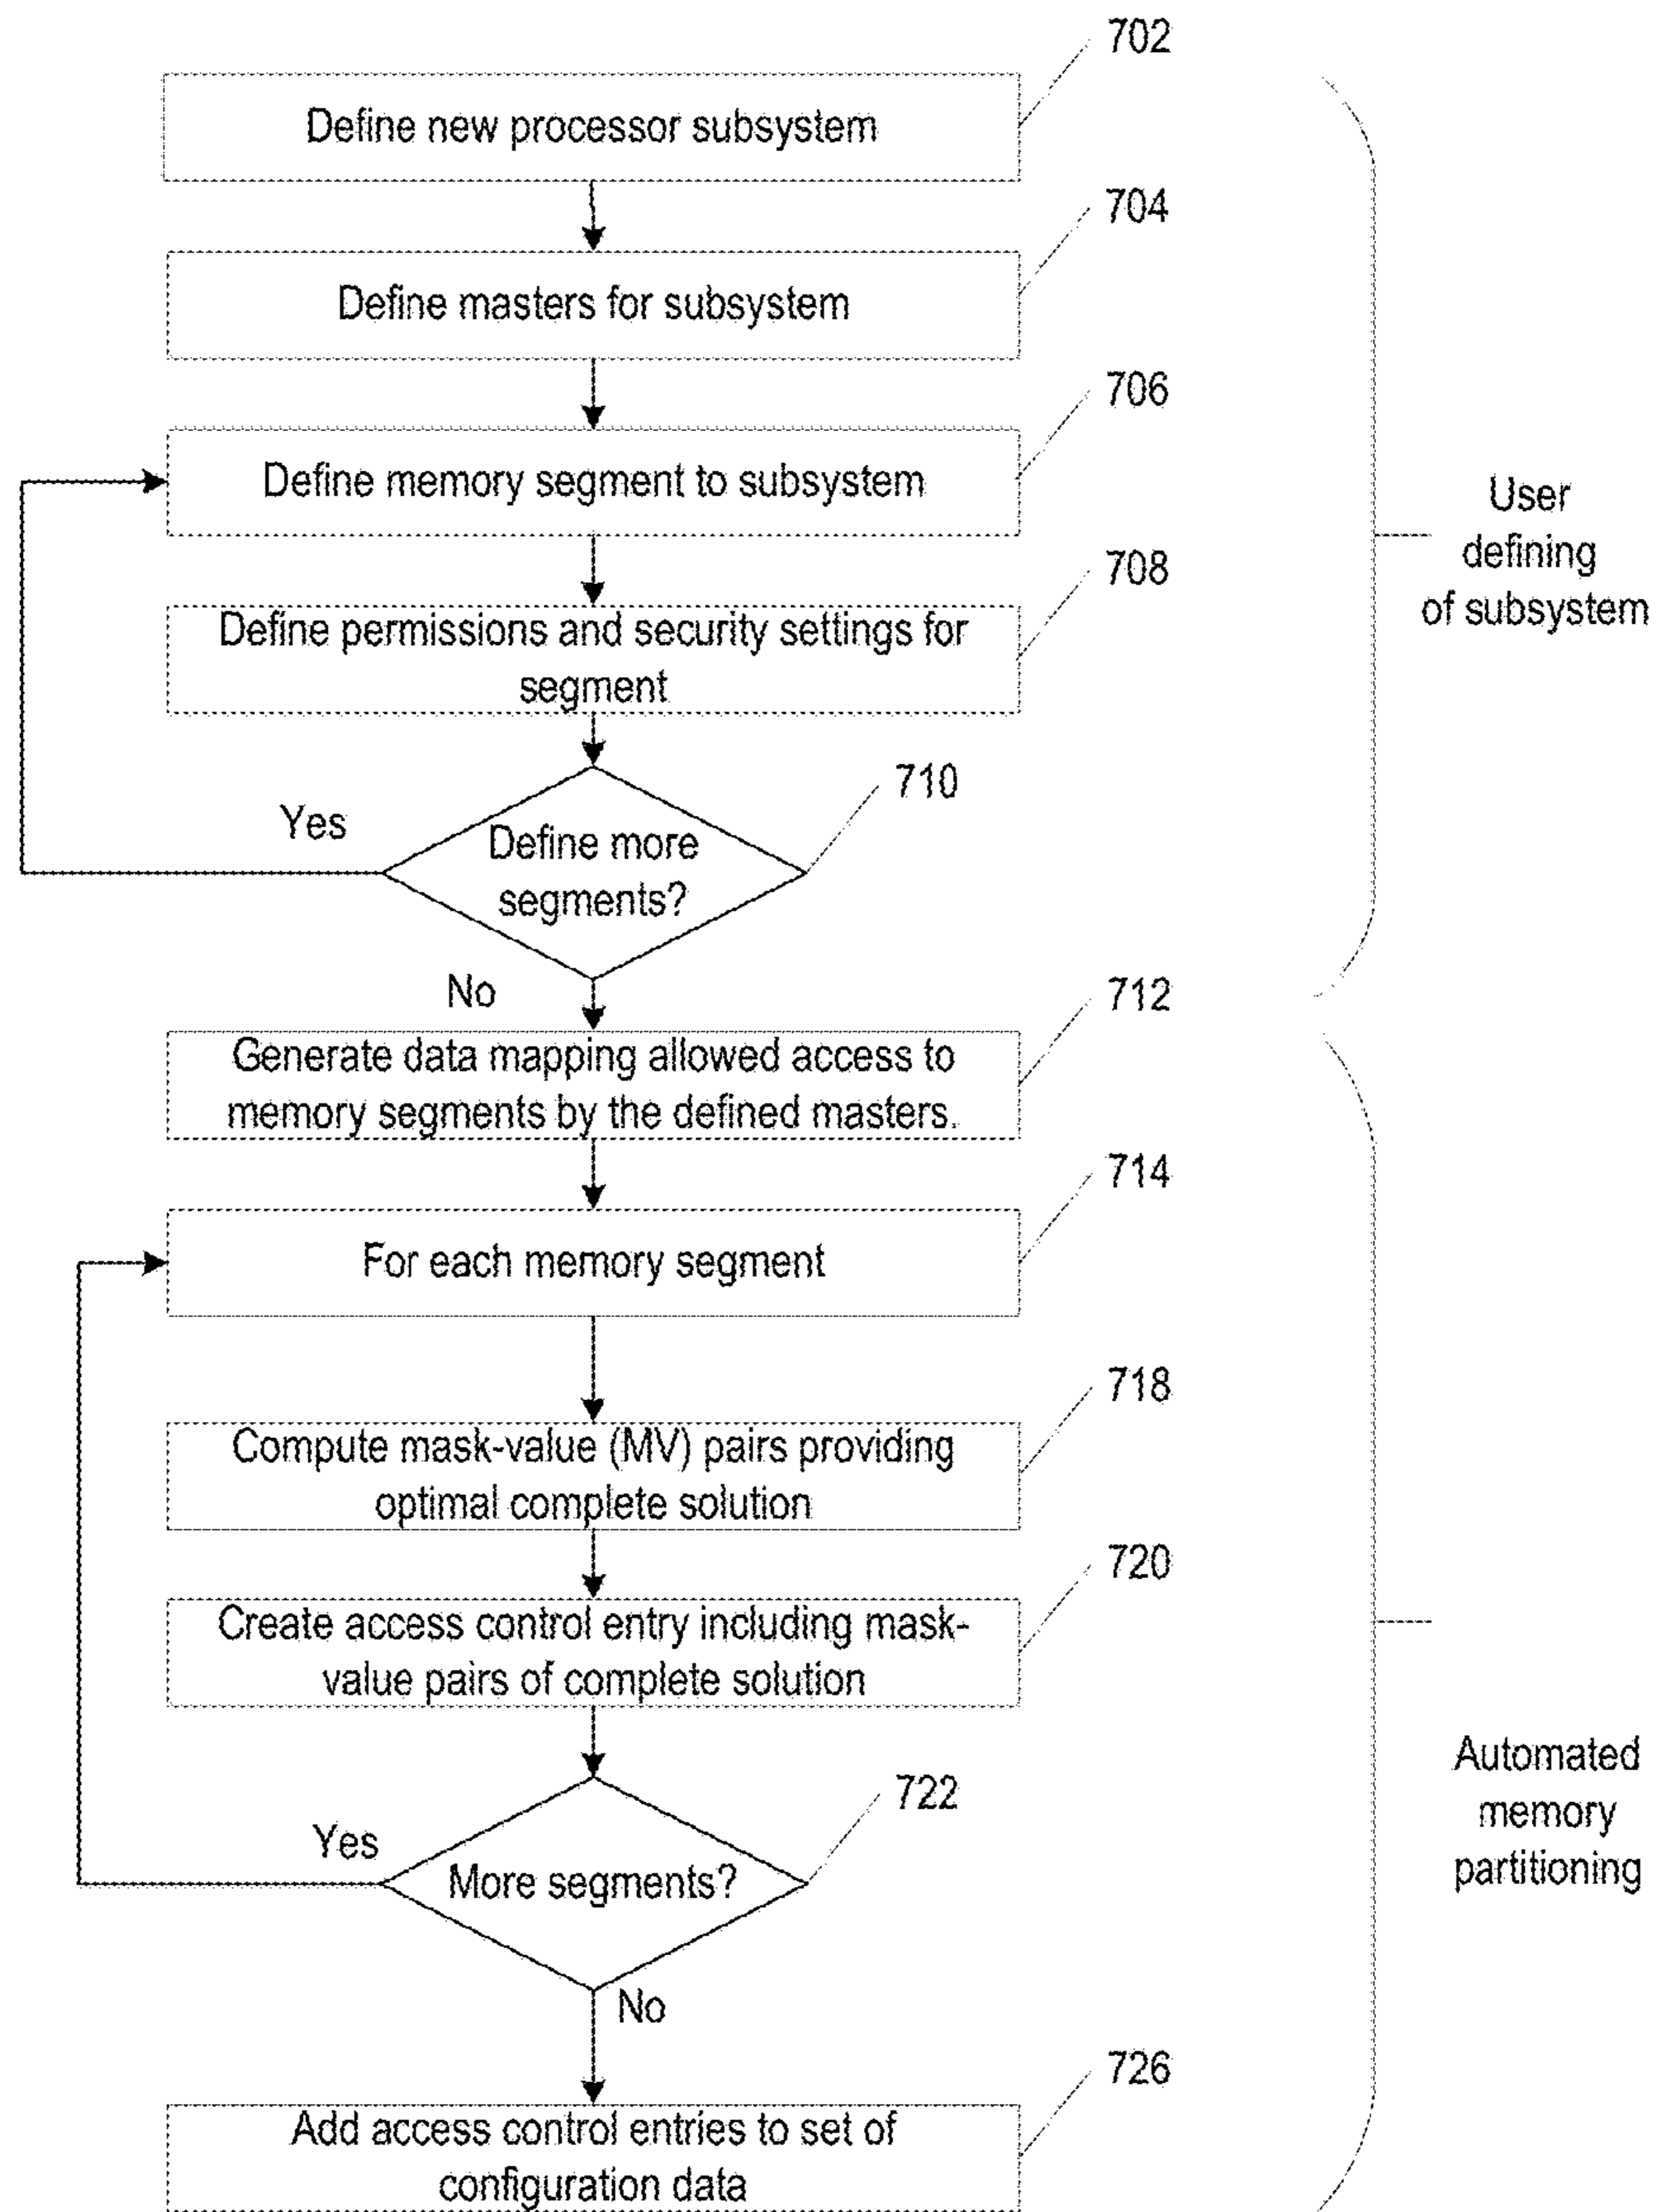 702
Define new processor subsystem
704
Define masters for subsystem
706
Define memory segment to subsystem
User
defining
of subsystem
708
Define permissions and security settings for
segment
710
Yes
Define more
segments?
No
712
Generate data mapping allowed access to
memory segments by the defined masters.
714
For each memory segment
718
Compute mask-value (MV) pairs providing
optimal complete solution
720
Create access control entry including mask-
value pairs of complete solution
Automated
memory
partitioning
722
Yes
More segments?
No
726
Add access control entries to set of
configuration data